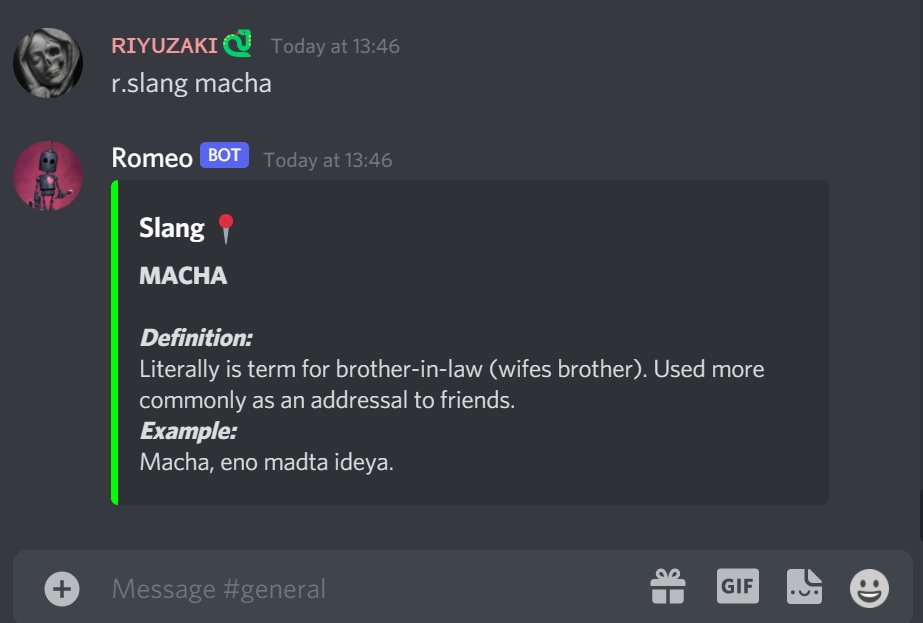 RIYUZAKI Today at 13:46
r.slang macha
Romeo BOT Today at 13:46
Slang
MACHA
Definition:
Literally is term for brother-in-law (wifes brother). Used more
commonly as an addressal to friends.
Example:
Macha, eno madta ideya.
Message #general GIF